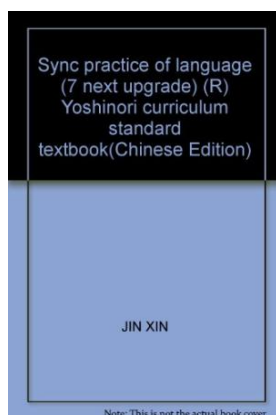 Sync practice of language
(7 next upgrade) (R)
Yoshinori curriculum
standard
textbook(Chinese Edition)
JIN XIN
Note: This is not the actual book cover